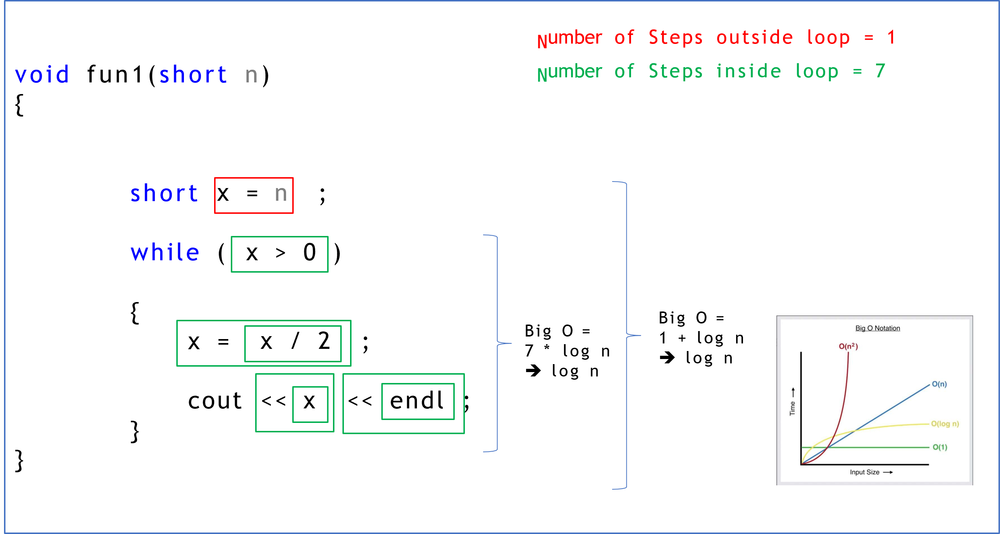 Number of Steps outside loop = 1
Number of Steps inside loop = 7
void fun1(short n)
{
short x = n ;
while ( x > 0 )
{
x = x / 2 ;
cout << x << endl ;
}
}
Big O =
7 * log n
➔ log n
Big O =
1 + log n
➔ log n
Big O Notation
O(n²)
O(n)
O(log n)
O(1)
Time →
Input Size →